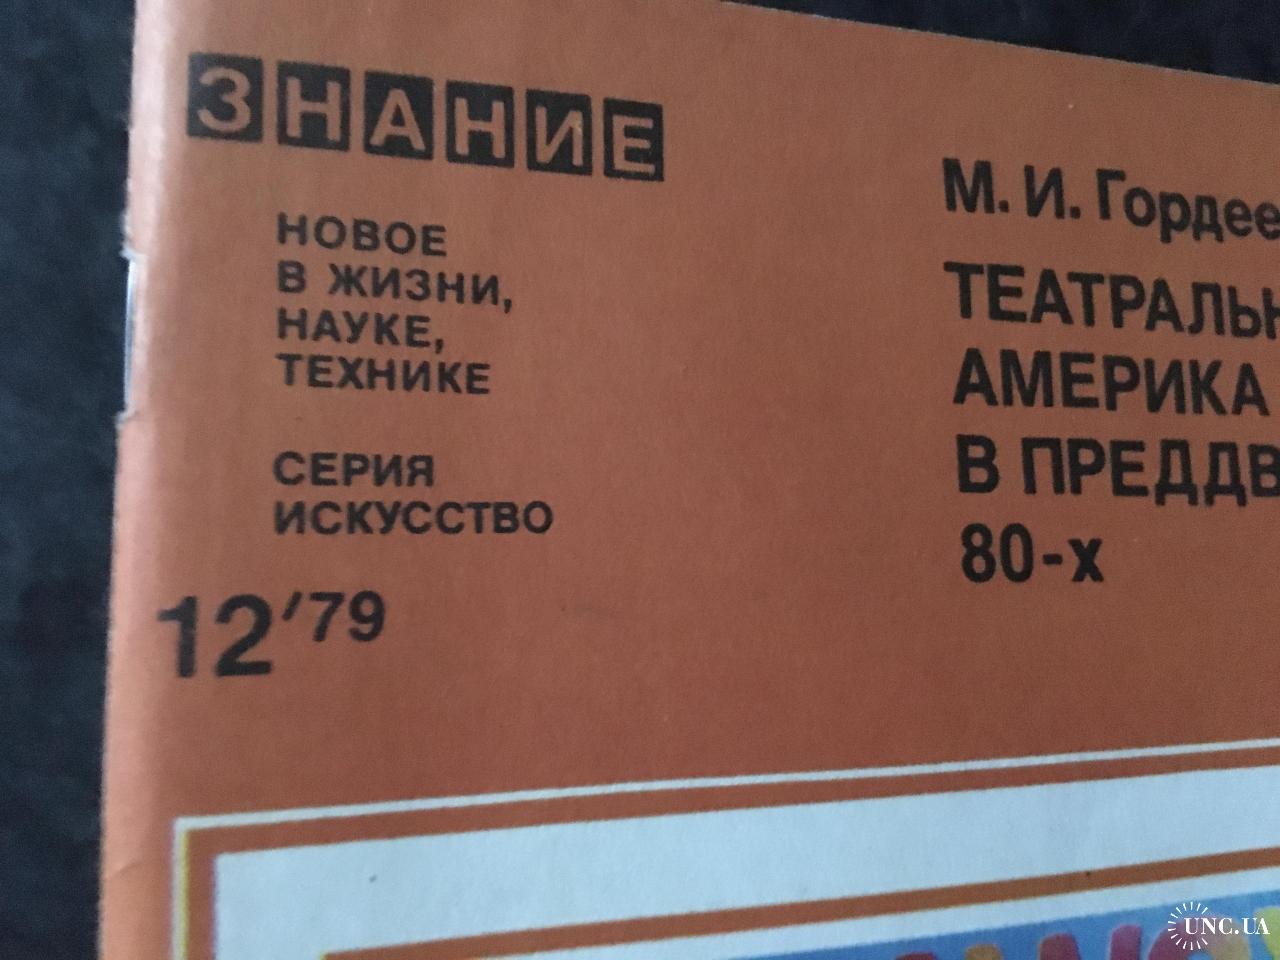 ЗНАНИЕ
НОВОЕ
В ЖИЗНИ,
НАУКЕ,
ТЕХНИКЕ
СЕРИЯ
ИСКУССТВО
12'79
М. И. Гордее
ТЕАТРАЛЬН
АМЕРИКА
В ПРЕДДВ
80-х
UNC.UA